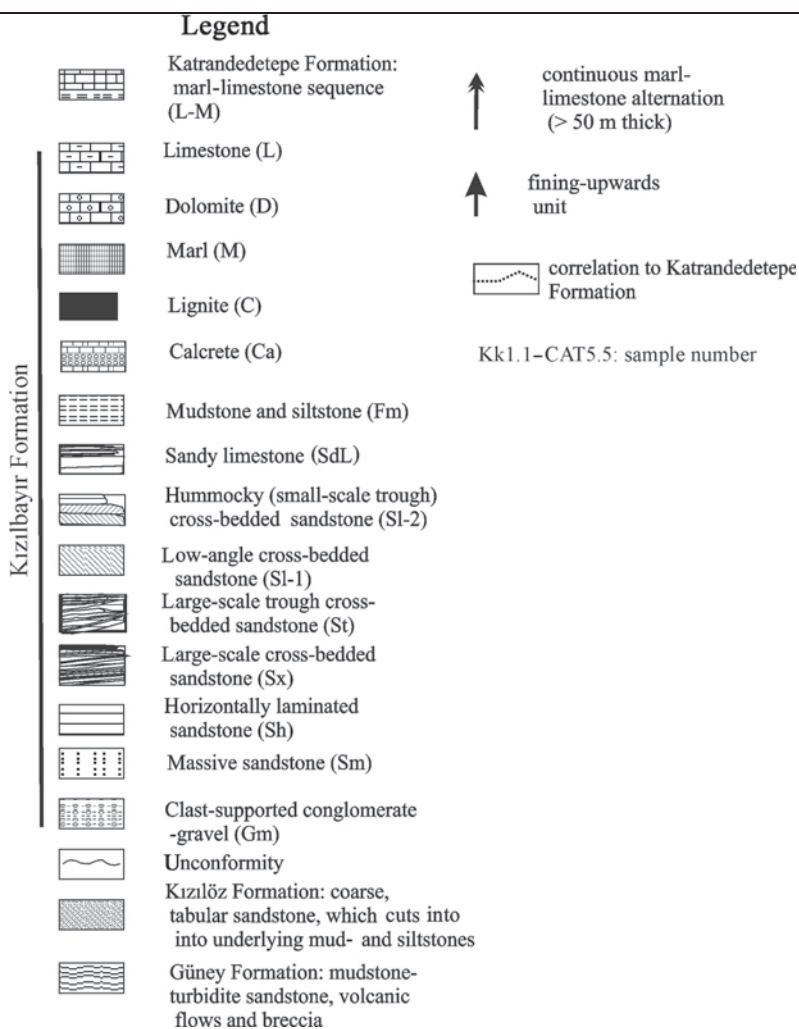 Legend
Katrandedetepe Formation:
marl-limestone sequence
(L-M)
Limestone (L)
Dolomite (D)
Marl (M)
Lignite (C)
Calcrete (Ca)
Mudstone and siltstone (Fm)
Sandy limestone (SdL)
Hummocky (small-scale trough)
cross-bedded sandstone (Sl-2)
Low-angle cross-bedded
sandstone (Sl-1)
Large-scale trough cross-
bedded sandstone (St)
Large-scale cross-bedded
sandstone (Sx)
Horizontally laminated
sandstone (Sh)
Massive sandstone (Sm)
Clast-supported conglomerate
-gravel (Gm)
Unconformity
Kızılöz Formation: coarse,
tabular sandstone, which cuts into
into underlying mud- and siltstones
Güney Formation: mudstone-
turbidite sandstone, volcanic
flows and breccia
Kızılbayır Formation
continuous marl-
limestone alternation
(> 50 m thick)
fining-upwards
unit
correlation to Katrandedetepe
Formation
Kk1.1–CAT5.5: sample number